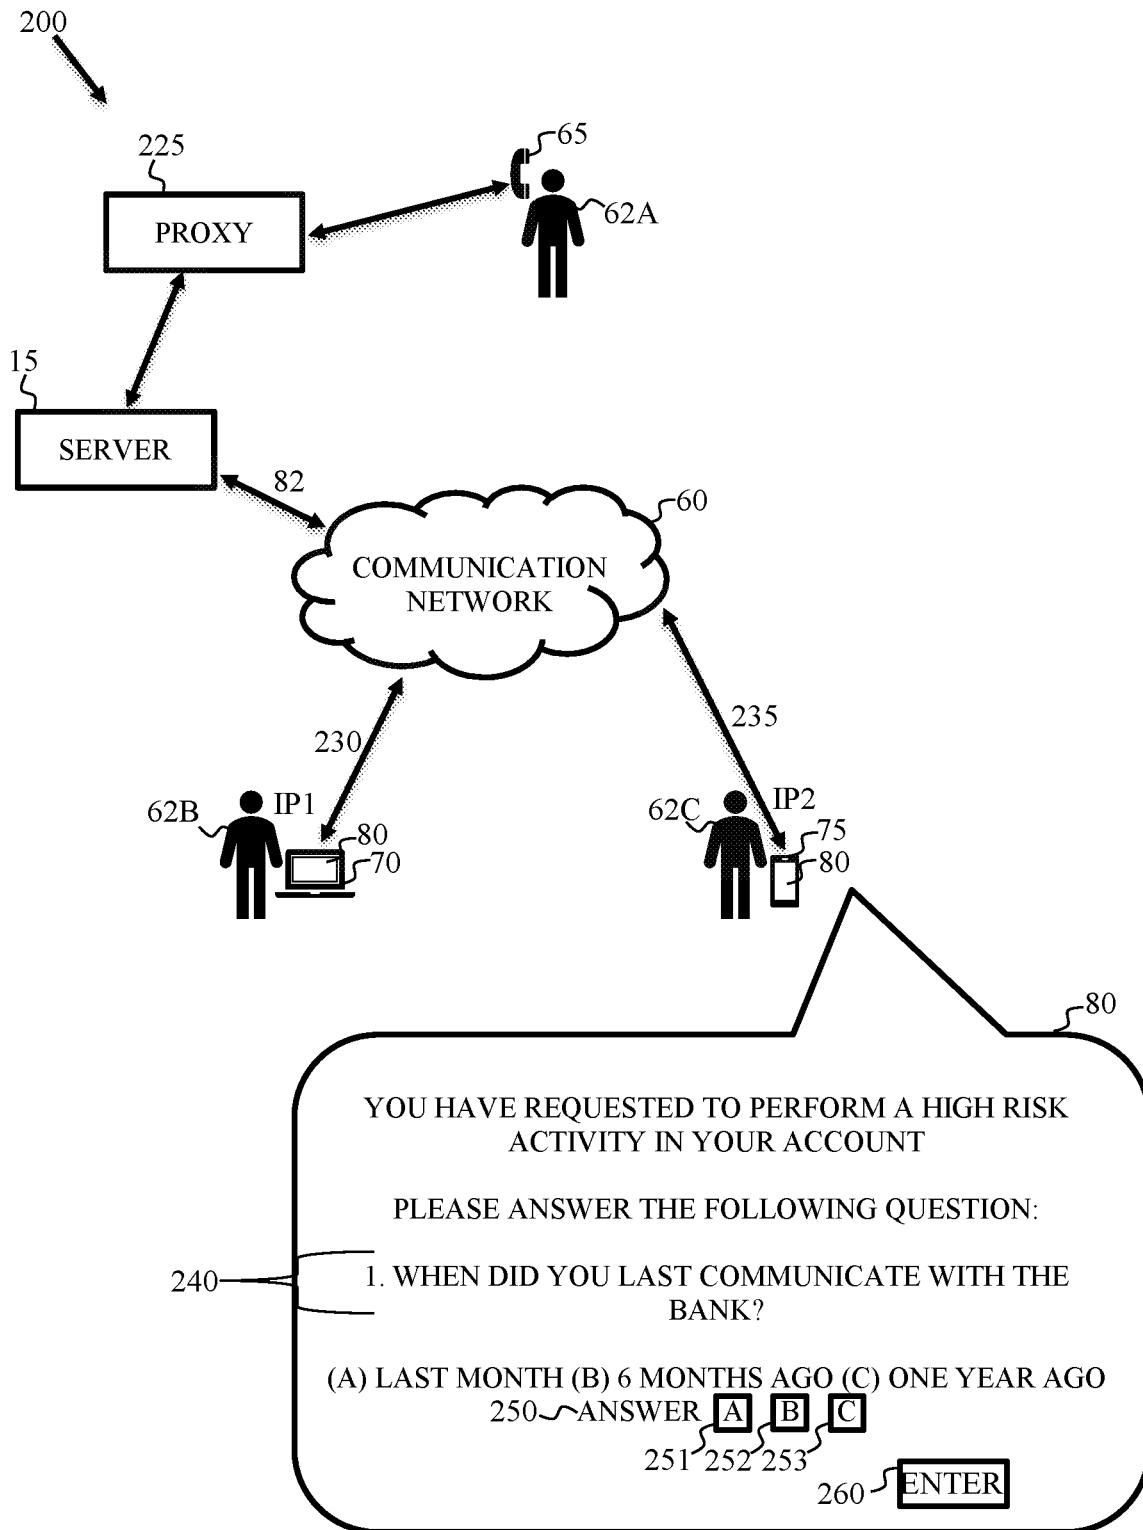 200
225
65
PROXY
62A
15
SERVER
82
60
COMMUNICATION
NETWORK
230
235
62B
IP1
80
70
62C
IP2
75
80
80
YOU HAVE REQUESTED TO PERFORM A HIGH RISK
ACTIVITY IN YOUR ACCOUNT
PLEASE ANSWER THE FOLLOWING QUESTION:
240
1. WHEN DID YOU LAST COMMUNICATE WITH THE
BANK?
(A) LAST MONTH (B) 6 MONTHS AGO (C) ONE YEAR AGO
250 ANSWER A B C
251 252 253
260 ENTER